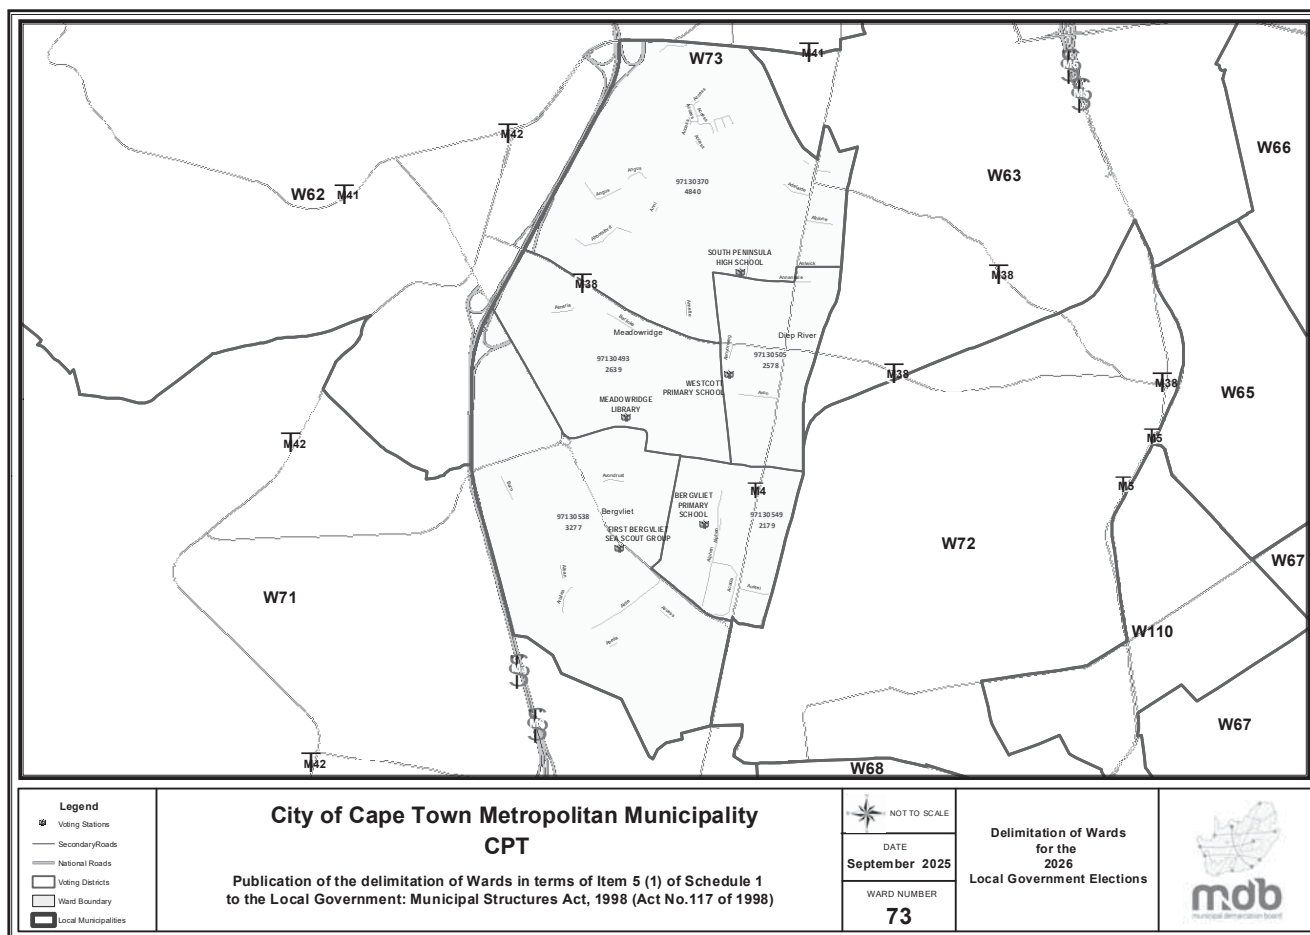 W73
M41
M5
M5
M42
W66
W62
M41
W63
97130370
4840
SOUTH PENINSULA
HIGH SCHOOL
M38
M38
Meadowridge
Diep River
97130493
2639
97130505
2578
WESTCOTT
PRIMARY SCHOOL
M38
M38
W65
MEADOWRIDGE
LIBRARY
M42
M5
Avondrust
M5
M4
BERGVLIET
PRIMARY
SCHOOL
Bergvliet
97130538
3277
97130549
2179
FIRST BERGVLIET
SEA SCOUT GROUP
W72
W67
W71
W110
W67
M42
W68
Legend
Voting Stations
SecondaryRoads
National Roads
Voting Districts
Ward Boundary
Local Municipalities
City of Cape Town Metropolitan Municipality
CPT
Publication of the delimitation of Wards in terms of Item 5 (1) of Schedule 1
to the Local Government: Municipal Structures Act, 1998 (Act No.117 of 1998)
NOT TO SCALE
DATE
September 2025
WARD NUMBER
73
Delimitation of Wards
for the
2026
Local Government Elections
mdb
municipal demarcation board